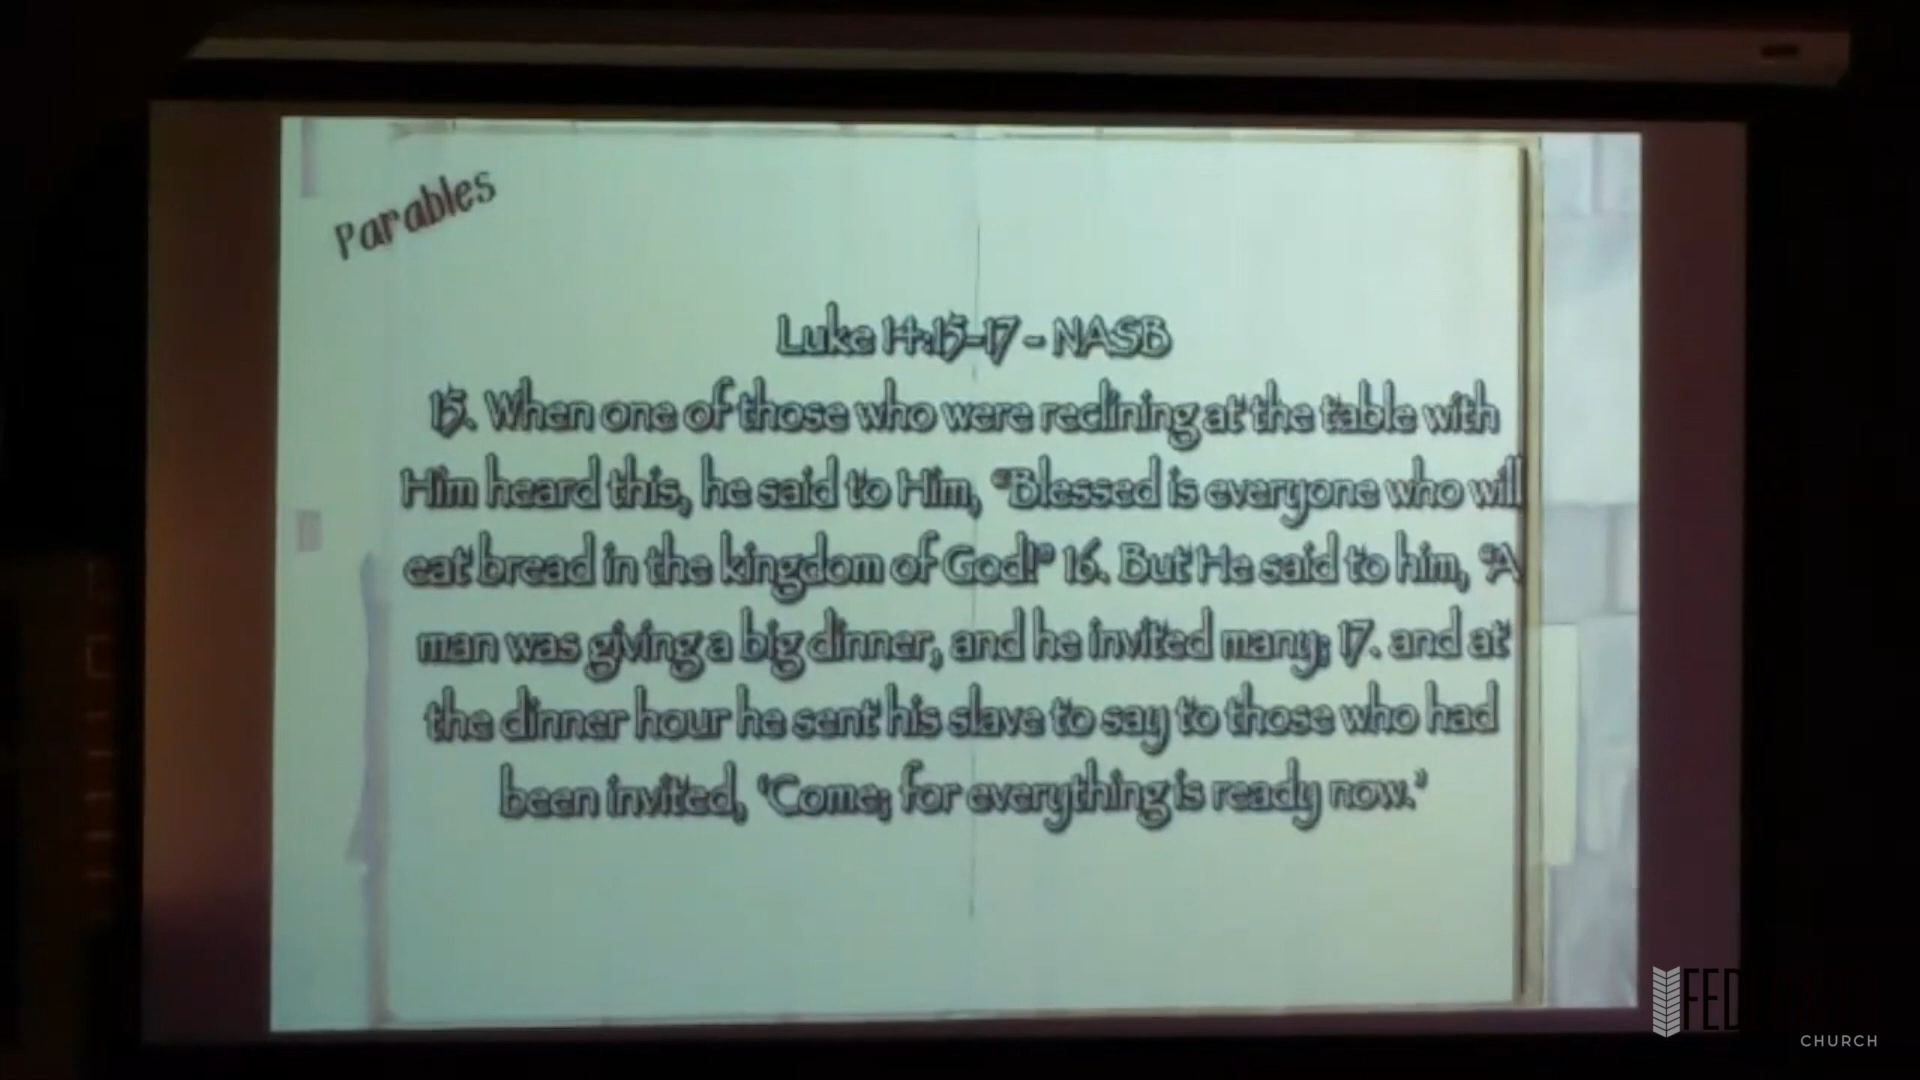 Parables
Luke 14:15-17 - NASB
15. When one of those who were reclining at the table with
Him heard this, he said to Him, "Blessed is everyone who will
eat bread in the kingdom of God!" 16. But He said to him, "A
man was giving a big dinner, and he invited many; 17. and at
the dinner hour he sent his slave to say to those who had
been invited, 'Come; for everything is ready now.'
CHURCH